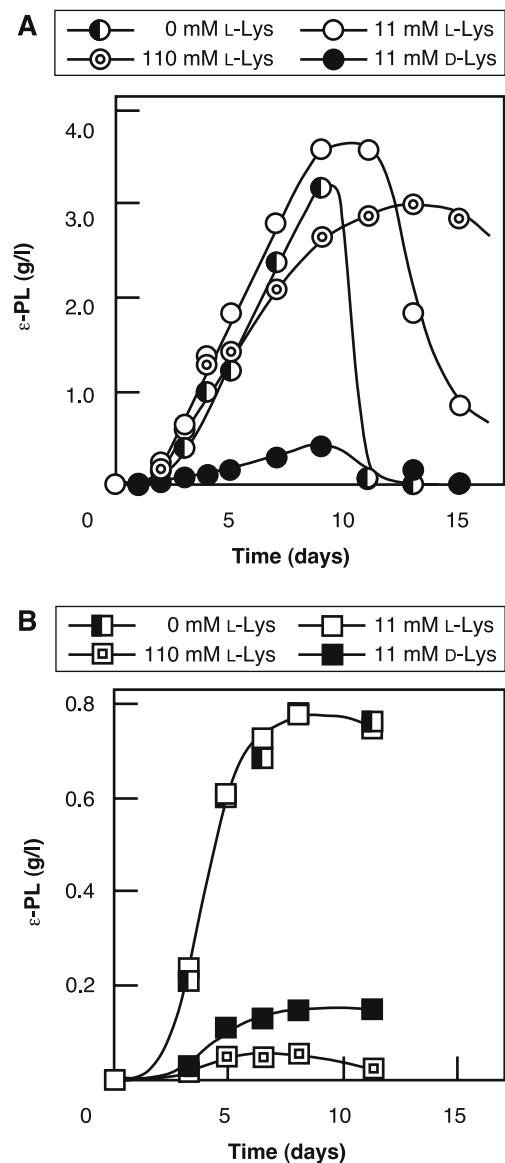 A
0 mM L-Lys 11 mM L-Lys
110 mM L-Lys 11 mM D-Lys
4.0
3.0
2.0
1.0
ε-PL (g/l)
0 5 10 15
Time (days)
B
0 mM L-Lys 11 mM L-Lys
110 mM L-Lys 11 mM D-Lys
0.8
0.6
0.4
0.2
ε-PL (g/l)
0 5 10 15
Time (days)